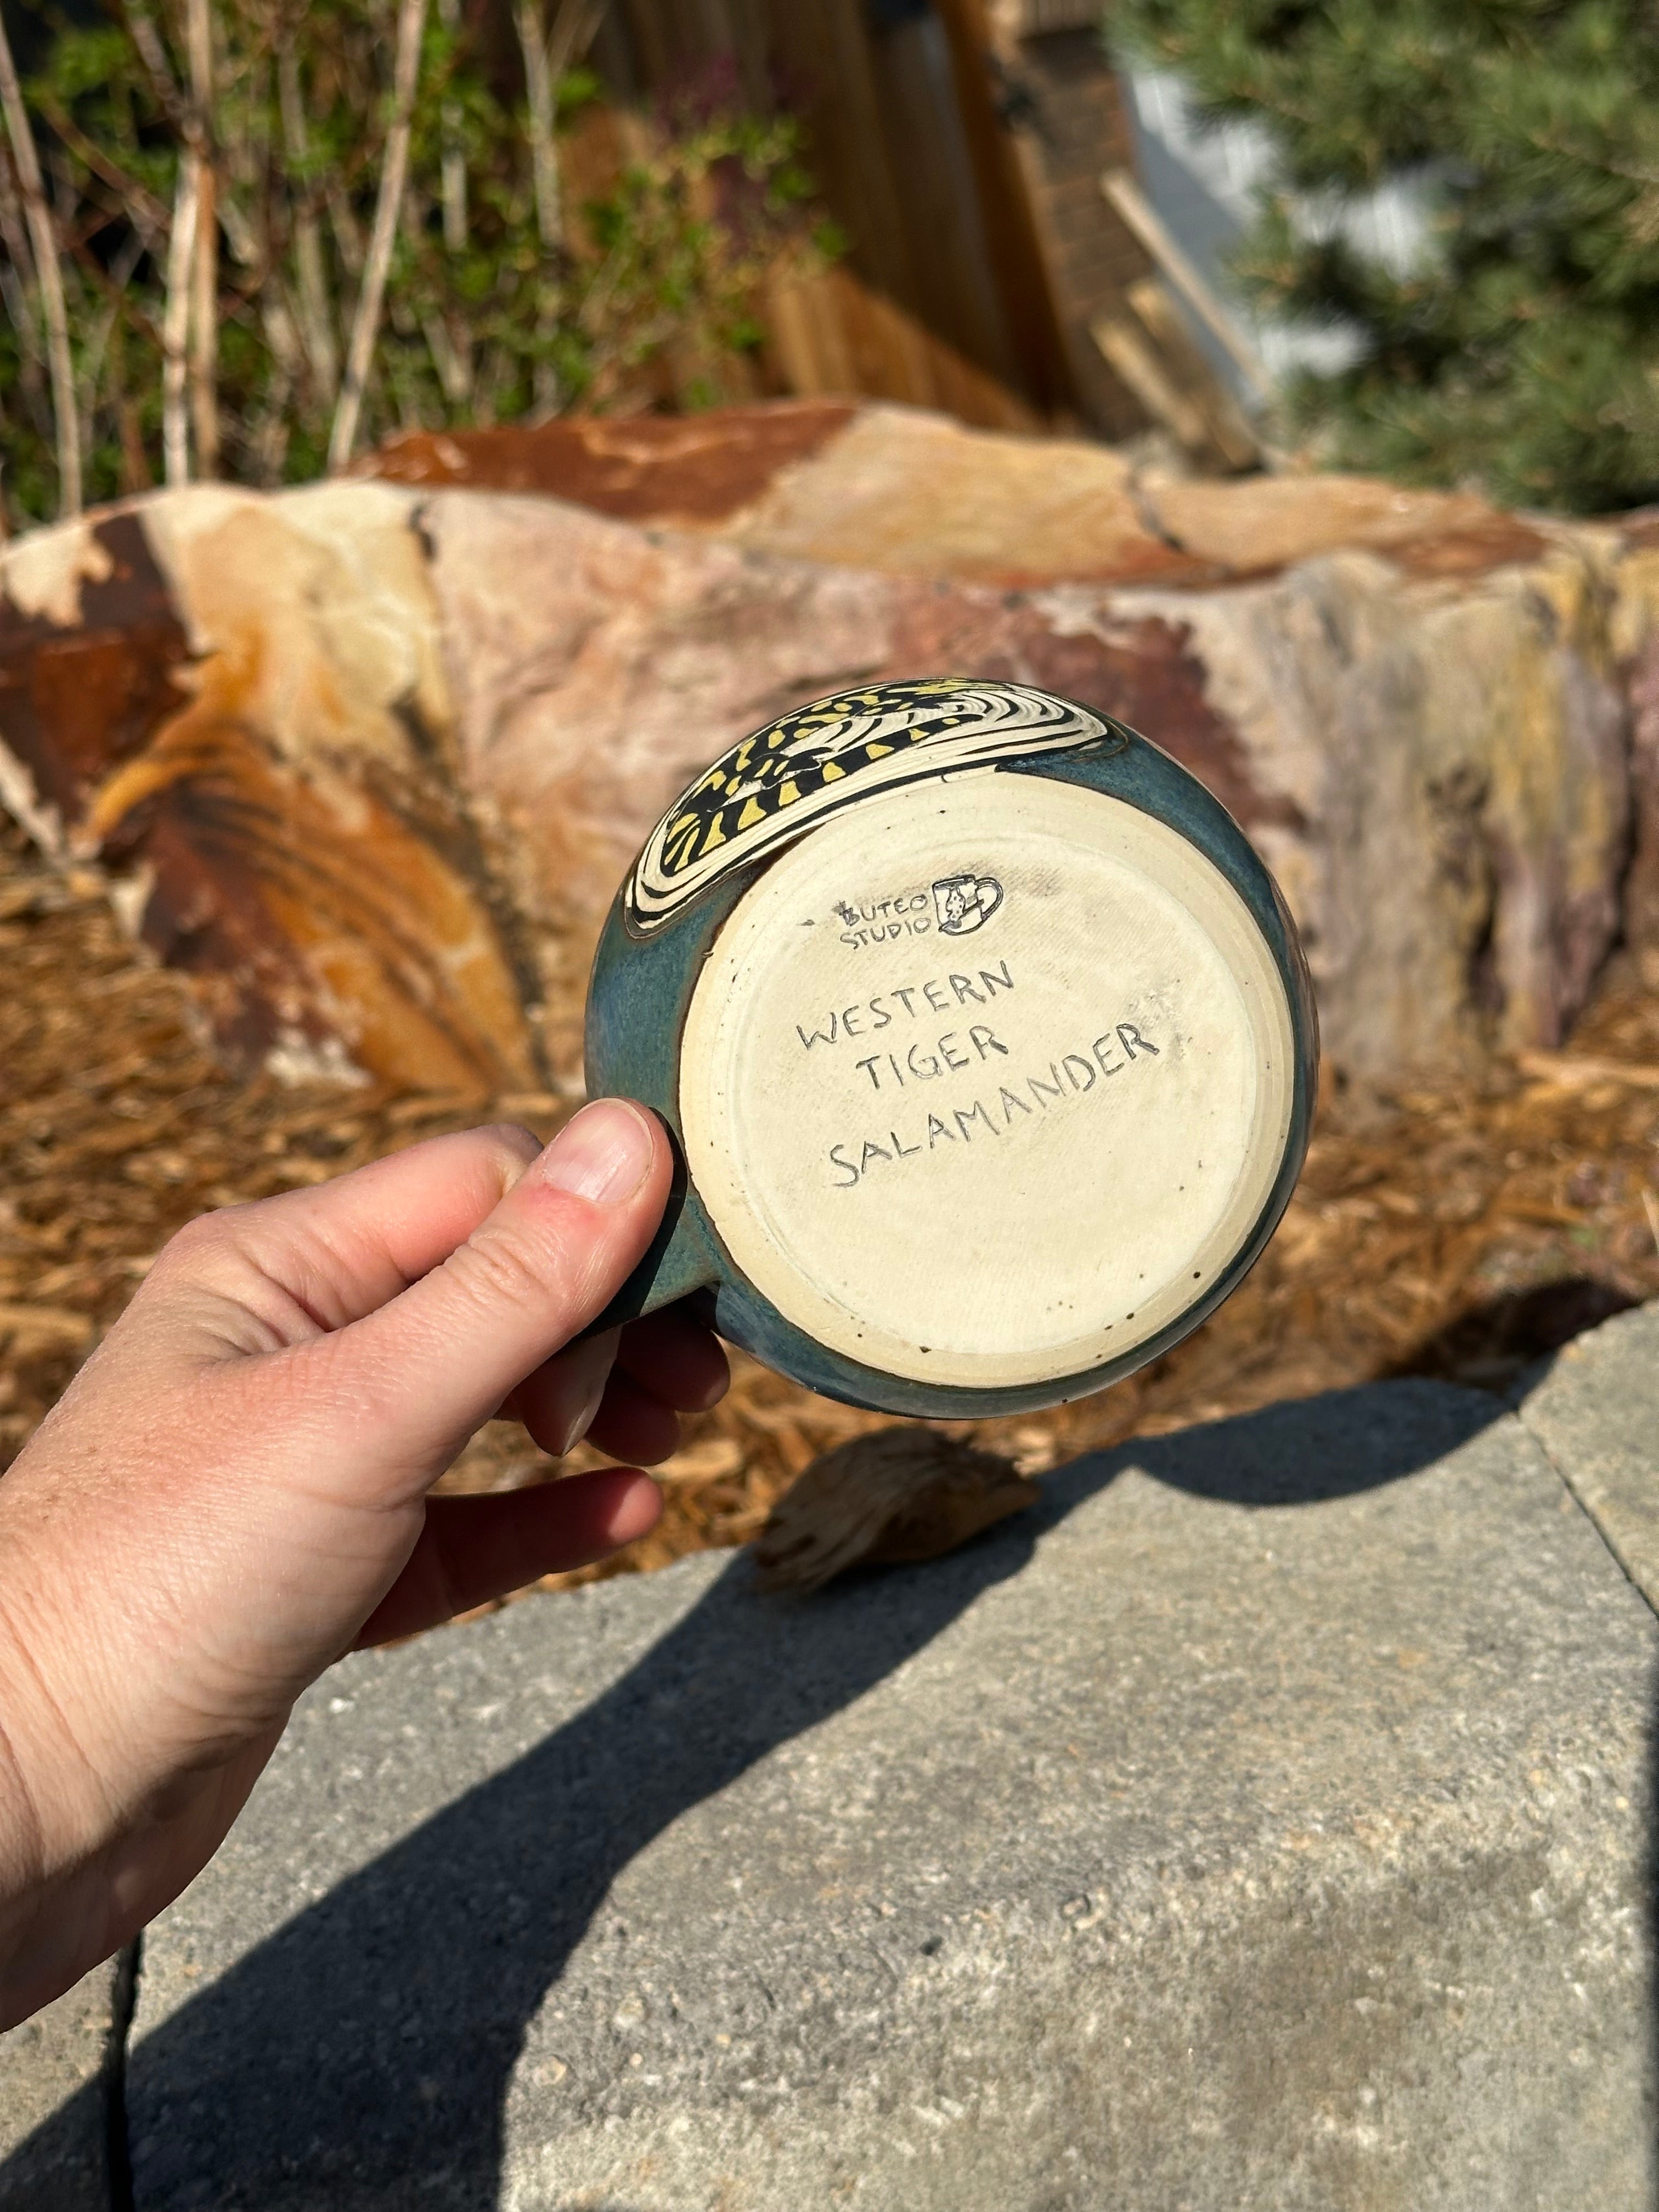 BUTEO
STUDIO
WESTERN
TIGER
SALAMANDER